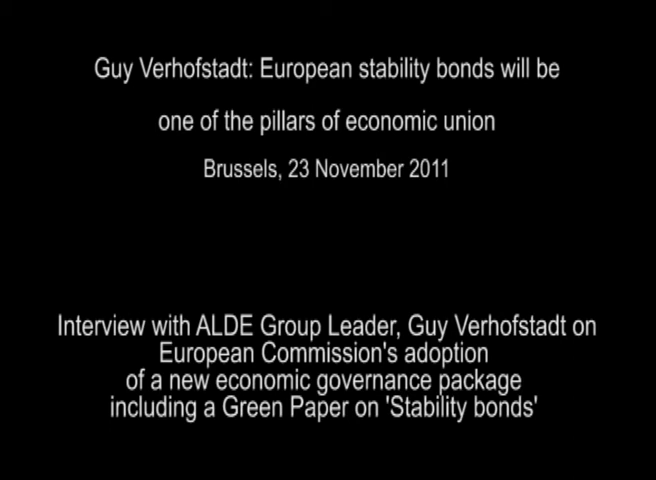 Guy Verhofstadt: European stability bonds will be
one of the pillars of economic union
Brussels, 23 November 2011
Interview with ALDE Group Leader, Guy Verhofstadt on
European Commission's adoption
of a new economic governance package
including a Green Paper on 'Stability bonds'